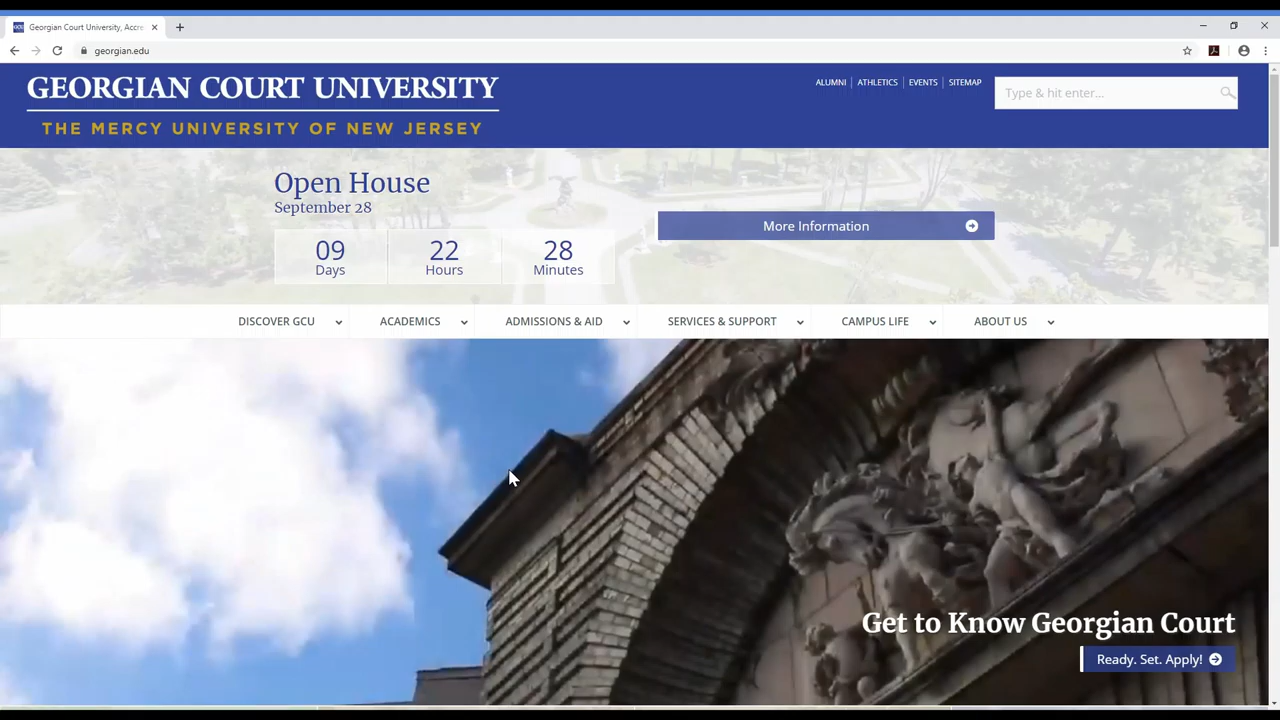 Georgian Court University, Accre
georgian.edu
GEORGIAN COURT UNIVERSITY
THE MERCY UNIVERSITY OF NEW JERSEY
ALUMNI
ATHLETICS
EVENTS
SITEMAP
Type & hit enter...
Open House
September 28
09 22 28
Days Hours Minutes
More Information
DISCOVER GCU
ACADEMICS
ADMISSIONS & AID
SERVICES & SUPPORT
CAMPUS LIFE
ABOUT US
Get to Know Georgian Court
Ready. Set. Apply!